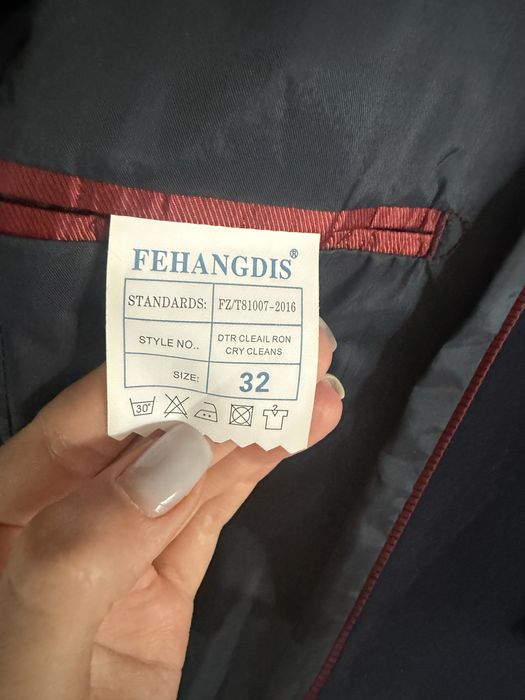 FEHANGDIS®
STANDARDS: FZ/T81007-2016
STYLE NO.. DTR CLEAIL RON
CRY CLEANS
SIZE: 32
30°